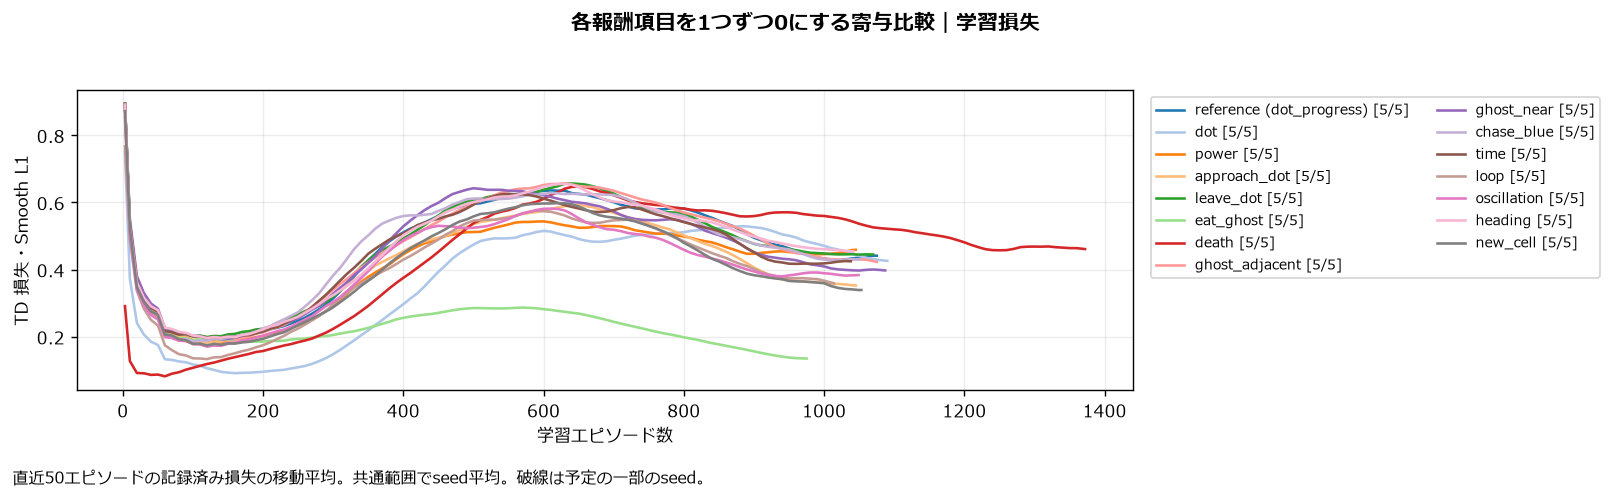 各報酬項目を1つずつ0にする寄与比較｜学習損失
TD 損失・Smooth L1
0.8
0.6
0.4
0.2
0
200
400
600
800
1000
1200
1400
学習エピソード数
reference (dot_progress) [5/5]
dot [5/5]
power [5/5]
approach_dot [5/5]
leave_dot [5/5]
eat_ghost [5/5]
death [5/5]
ghost_adjacent [5/5]
ghost_near [5/5]
chase_blue [5/5]
time [5/5]
loop [5/5]
oscillation [5/5]
heading [5/5]
new_cell [5/5]
直近50エピソードの記録済み損失の移動平均。共通範囲でseed平均。破線は予定の一部のseed。